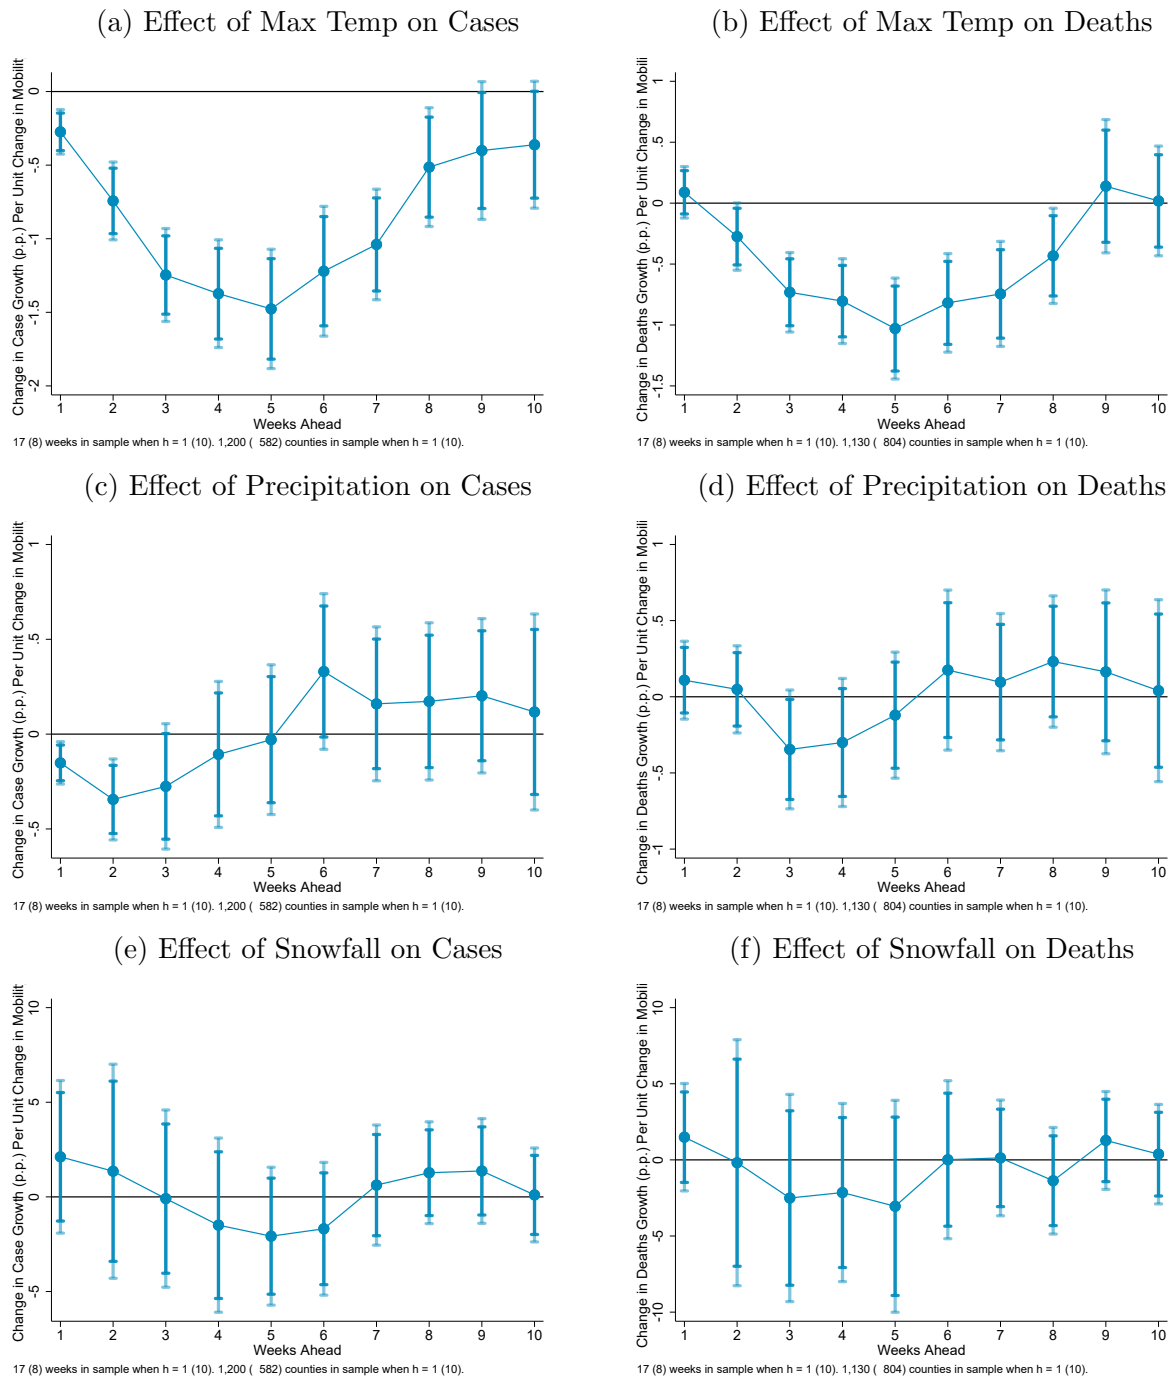 (a) Effect of Max Temp on Cases
Change in Case Growth (p.p.) Per Unit Change in Mobilit
0
-.5
-1
-1.5
-2
1 2 3 4 5 6 7 8 9 10
Weeks Ahead
17 (8) weeks in sample when h = 1 (10). 1,200 ( 582) counties in sample when h = 1 (10).
(b) Effect of Max Temp on Deaths
Change in Deaths Growth (p.p.) Per Unit Change in Mobili
1
.5
0
-.5
-1
-1.5
1 2 3 4 5 6 7 8 9 10
Weeks Ahead
17 (8) weeks in sample when h = 1 (10). 1,130 ( 804) counties in sample when h = 1 (10).
(c) Effect of Precipitation on Cases
Change in Case Growth (p.p.) Per Unit Change in Mobilit
1
.5
0
-.5
1 2 3 4 5 6 7 8 9 10
Weeks Ahead
17 (8) weeks in sample when h = 1 (10). 1,200 ( 582) counties in sample when h = 1 (10).
(d) Effect of Precipitation on Deaths
Change in Deaths Growth (p.p.) Per Unit Change in Mobili
1
.5
0
-.5
-1
1 2 3 4 5 6 7 8 9 10
Weeks Ahead
17 (8) weeks in sample when h = 1 (10). 1,130 ( 804) counties in sample when h = 1 (10).
(e) Effect of Snowfall on Cases
Change in Case Growth (p.p.) Per Unit Change in Mobilit
10
5
0
-5
1 2 3 4 5 6 7 8 9 10
Weeks Ahead
17 (8) weeks in sample when h = 1 (10). 1,200 ( 582) counties in sample when h = 1 (10).
(f) Effect of Snowfall on Deaths
Change in Deaths Growth (p.p.) Per Unit Change in Mobili
10
5
0
-5
-10
1 2 3 4 5 6 7 8 9 10
Weeks Ahead
17 (8) weeks in sample when h = 1 (10). 1,130 ( 804) counties in sample when h = 1 (10).